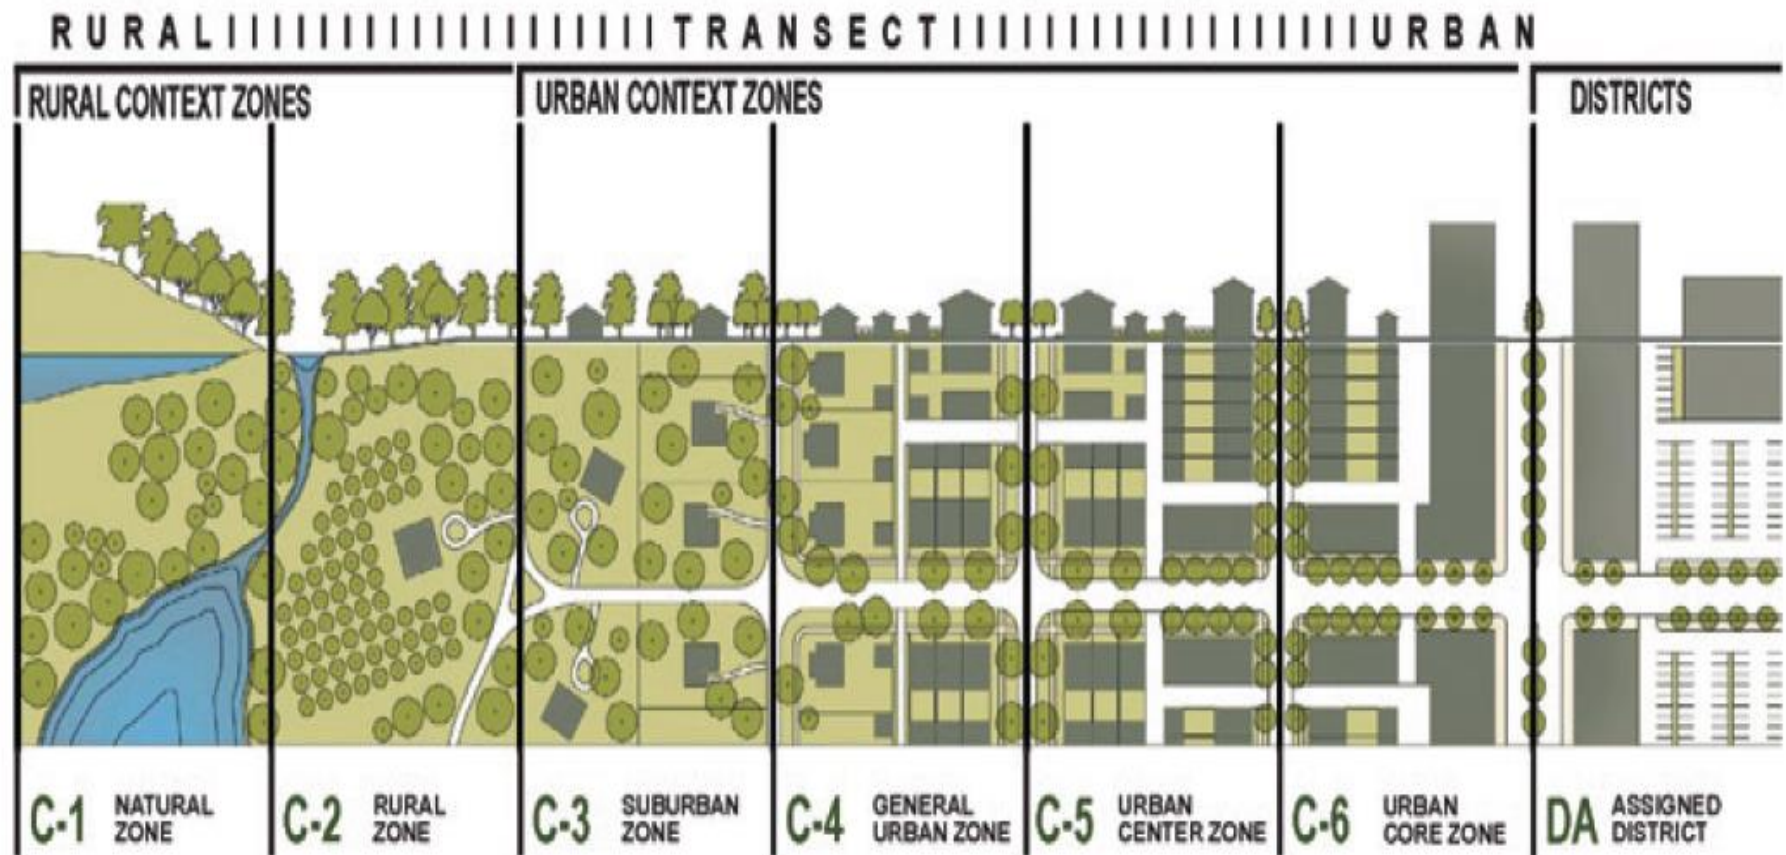 RURAL TRANSECT URBAN
RURAL CONTEXT ZONES
URBAN CONTEXT ZONES
DISTRICTS
C-1 NATURAL
ZONE
C-2 RURAL
ZONE
C-3 SUBURBAN
ZONE
C-4 GENERAL
URBAN ZONE
C-5 URBAN
CENTER ZONE
C-6 URBAN
CORE ZONE
DA ASSIGNED
DISTRICT